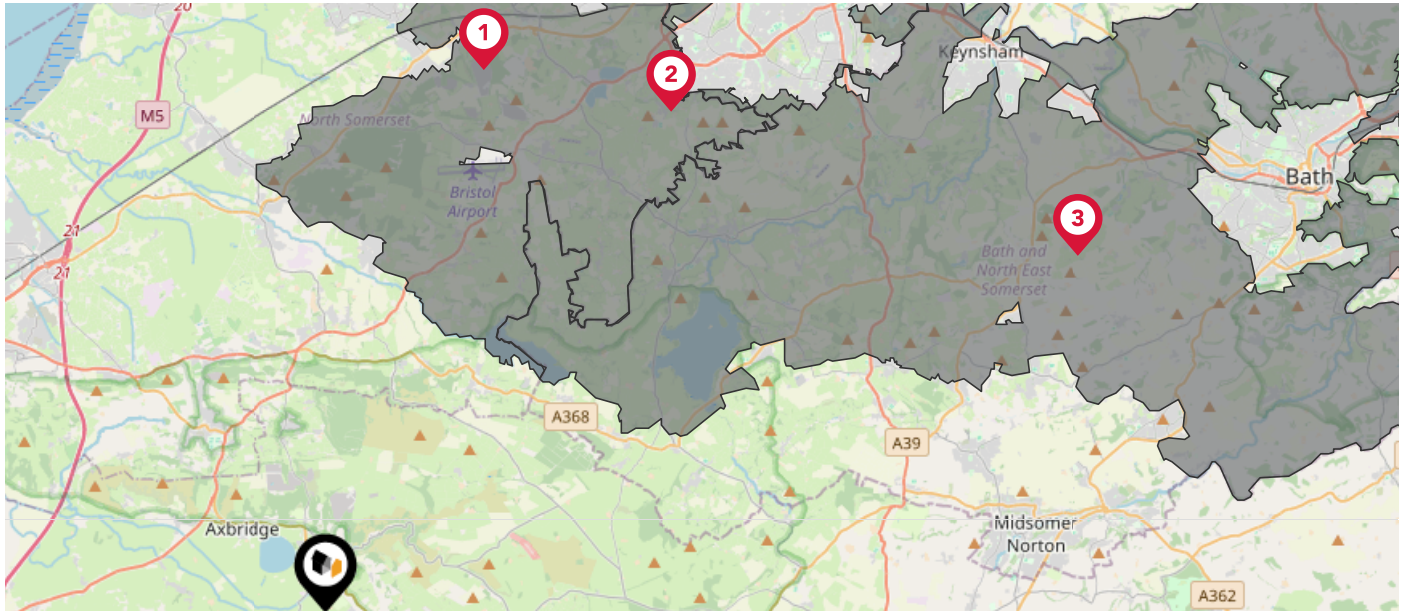 20
1
Keynsham
2
M5
North Somerset
Bath
Bristol
Airport
3
21
Bath and
North East
Somerset
21
A368
A39
Axbridge
Midsomer
Norton
A362